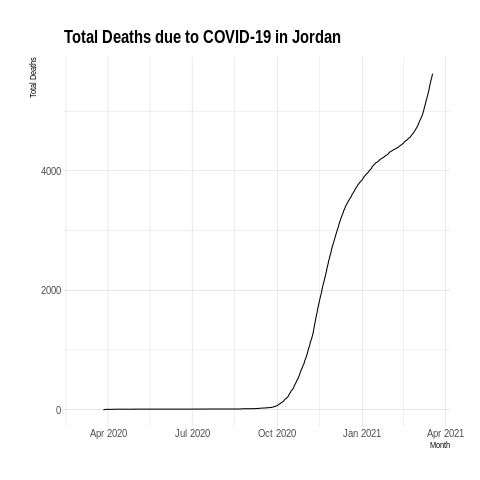 Total Deaths due to COVID-19 in Jordan
Total Deaths
4000
2000
0
Apr 2020 Jul 2020 Oct 2020 Jan 2021 Apr 2021
Month